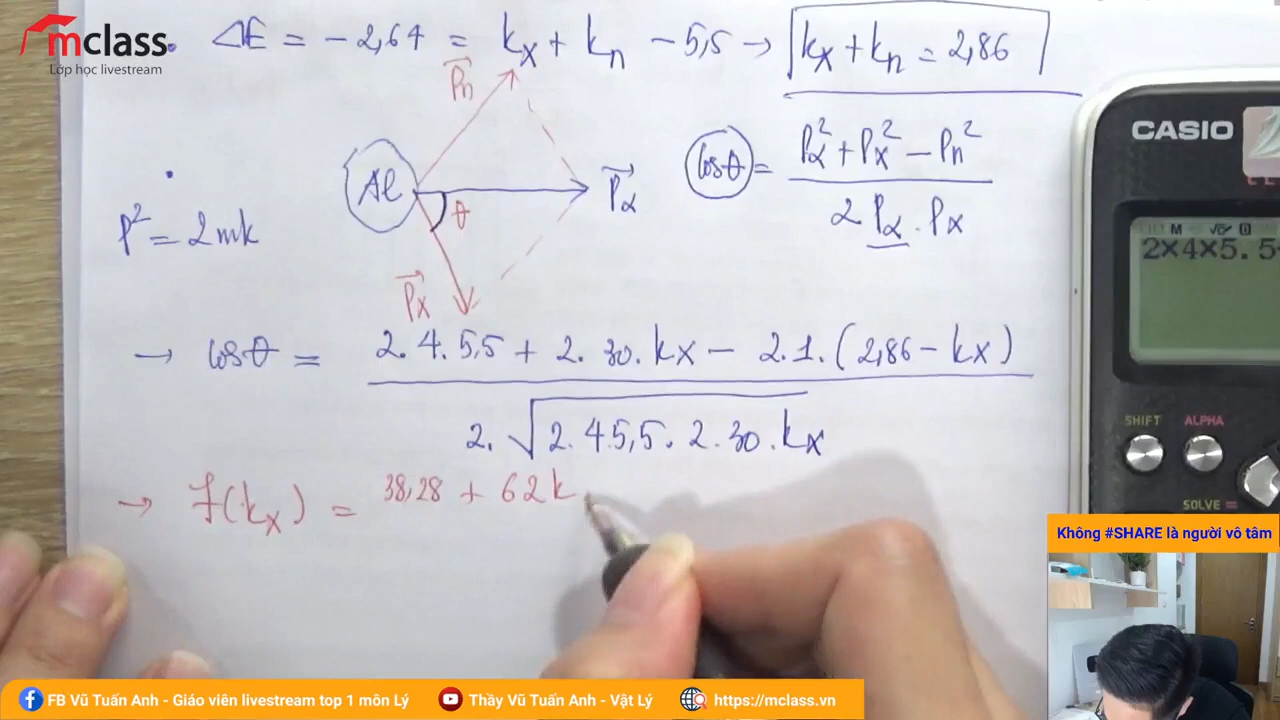 mclass.
Lớp học livestream
ΔE = -2,64 = kx + kn - 5,5 → kx + kn = 2,86
Pn
CASIO
Al
θ
Pα
cosθ = Pα² + Px² - Pn² / 2 Pα . Px
P² = 2mk
2×4×5.5
Px
→ cosθ = 2.4.5,5 + 2.30.kx - 2.1.(2,86 - kx) / 2.√2.4.5,5.2.30.kx
SHIFT ALPHA
→ f(kx) = 38,28 + 62k
SOLVE =
Không #SHARE là người vô tâm
FB Vũ Tuấn Anh - Giáo viên livestream top 1 môn Lý
Thầy Vũ Tuấn Anh - Vật Lý
https://mclass.vn